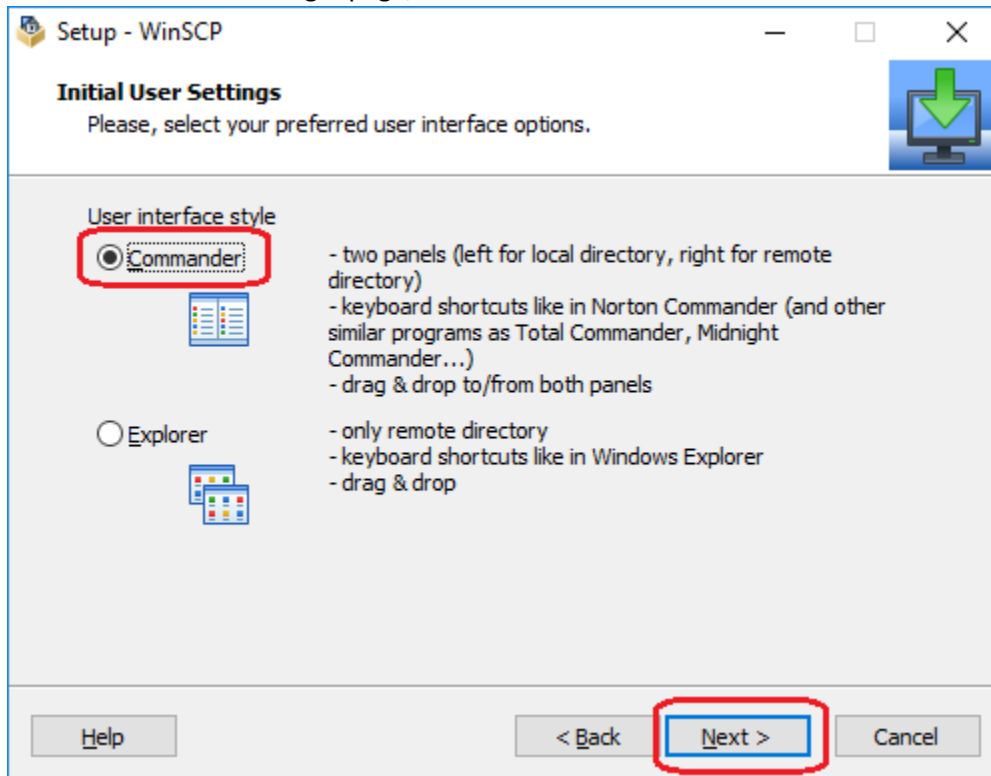 Setup - WinSCP
Initial User Settings
Please, select your preferred user interface options.
User interface style
Commander
- two panels (left for local directory, right for remote
directory)
- keyboard shortcuts like in Norton Commander (and other
similar programs as Total Commander, Midnight
Commander...)
- drag & drop to/from both panels
Explorer
- only remote directory
- keyboard shortcuts like in Windows Explorer
- drag & drop
Help
< Back
Next >
Cancel